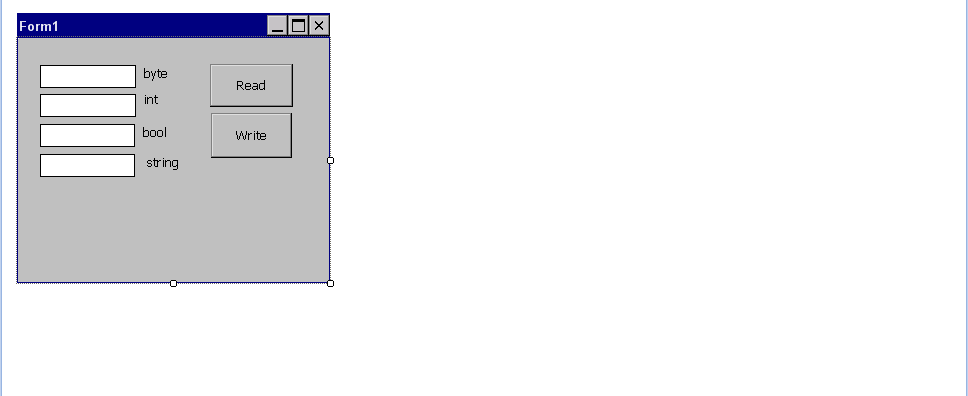 Form1
byte
Read
int
Write
bool
string